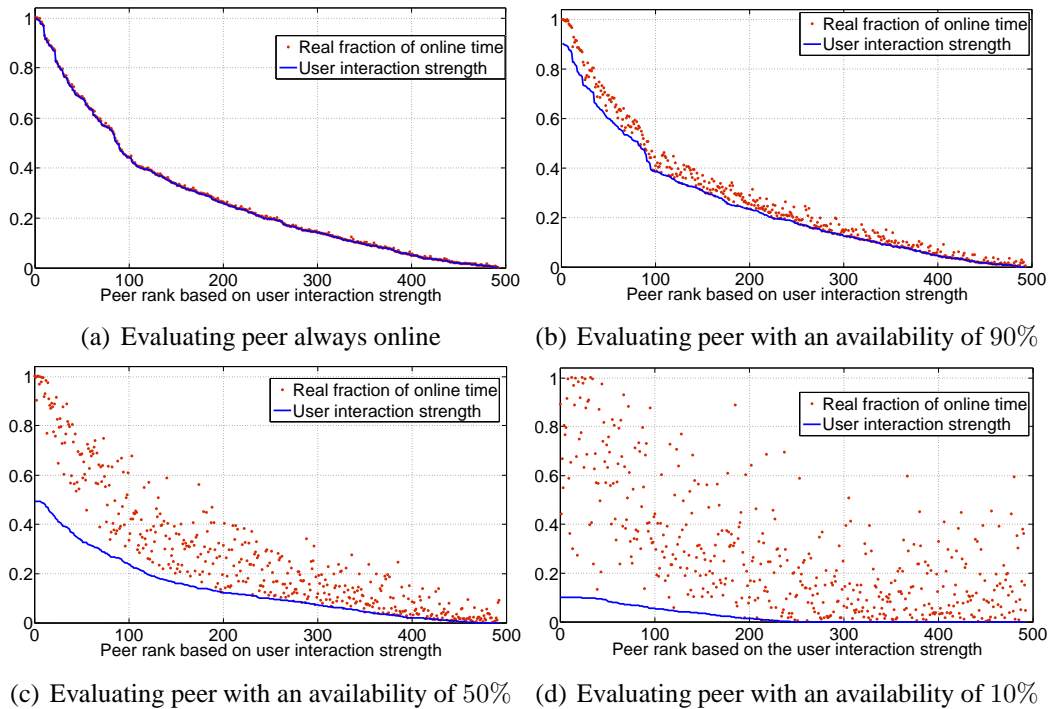 1
0.8
0.6
0.4
0.2
0
0 100 200 300 400 500
Real fraction of online time
User interaction strength
Peer rank based on user interaction strength
(a) Evaluating peer always online
1
0.8
0.6
0.4
0.2
0
0 100 200 300 400 500
Real fraction of online time
User interaction strength
Peer rank based on user interaction strength
(b) Evaluating peer with an availability of 90%
1
0.8
0.6
0.4
0.2
0
0 100 200 300 400 500
Real fraction of online time
User interaction strength
Peer rank based on user interaction strength
(c) Evaluating peer with an availability of 50%
1
0.8
0.6
0.4
0.2
0
0 100 200 300 400 500
Real fraction of online time
User interaction strength
Peer rank based on the user interaction strength
(d) Evaluating peer with an availability of 10%